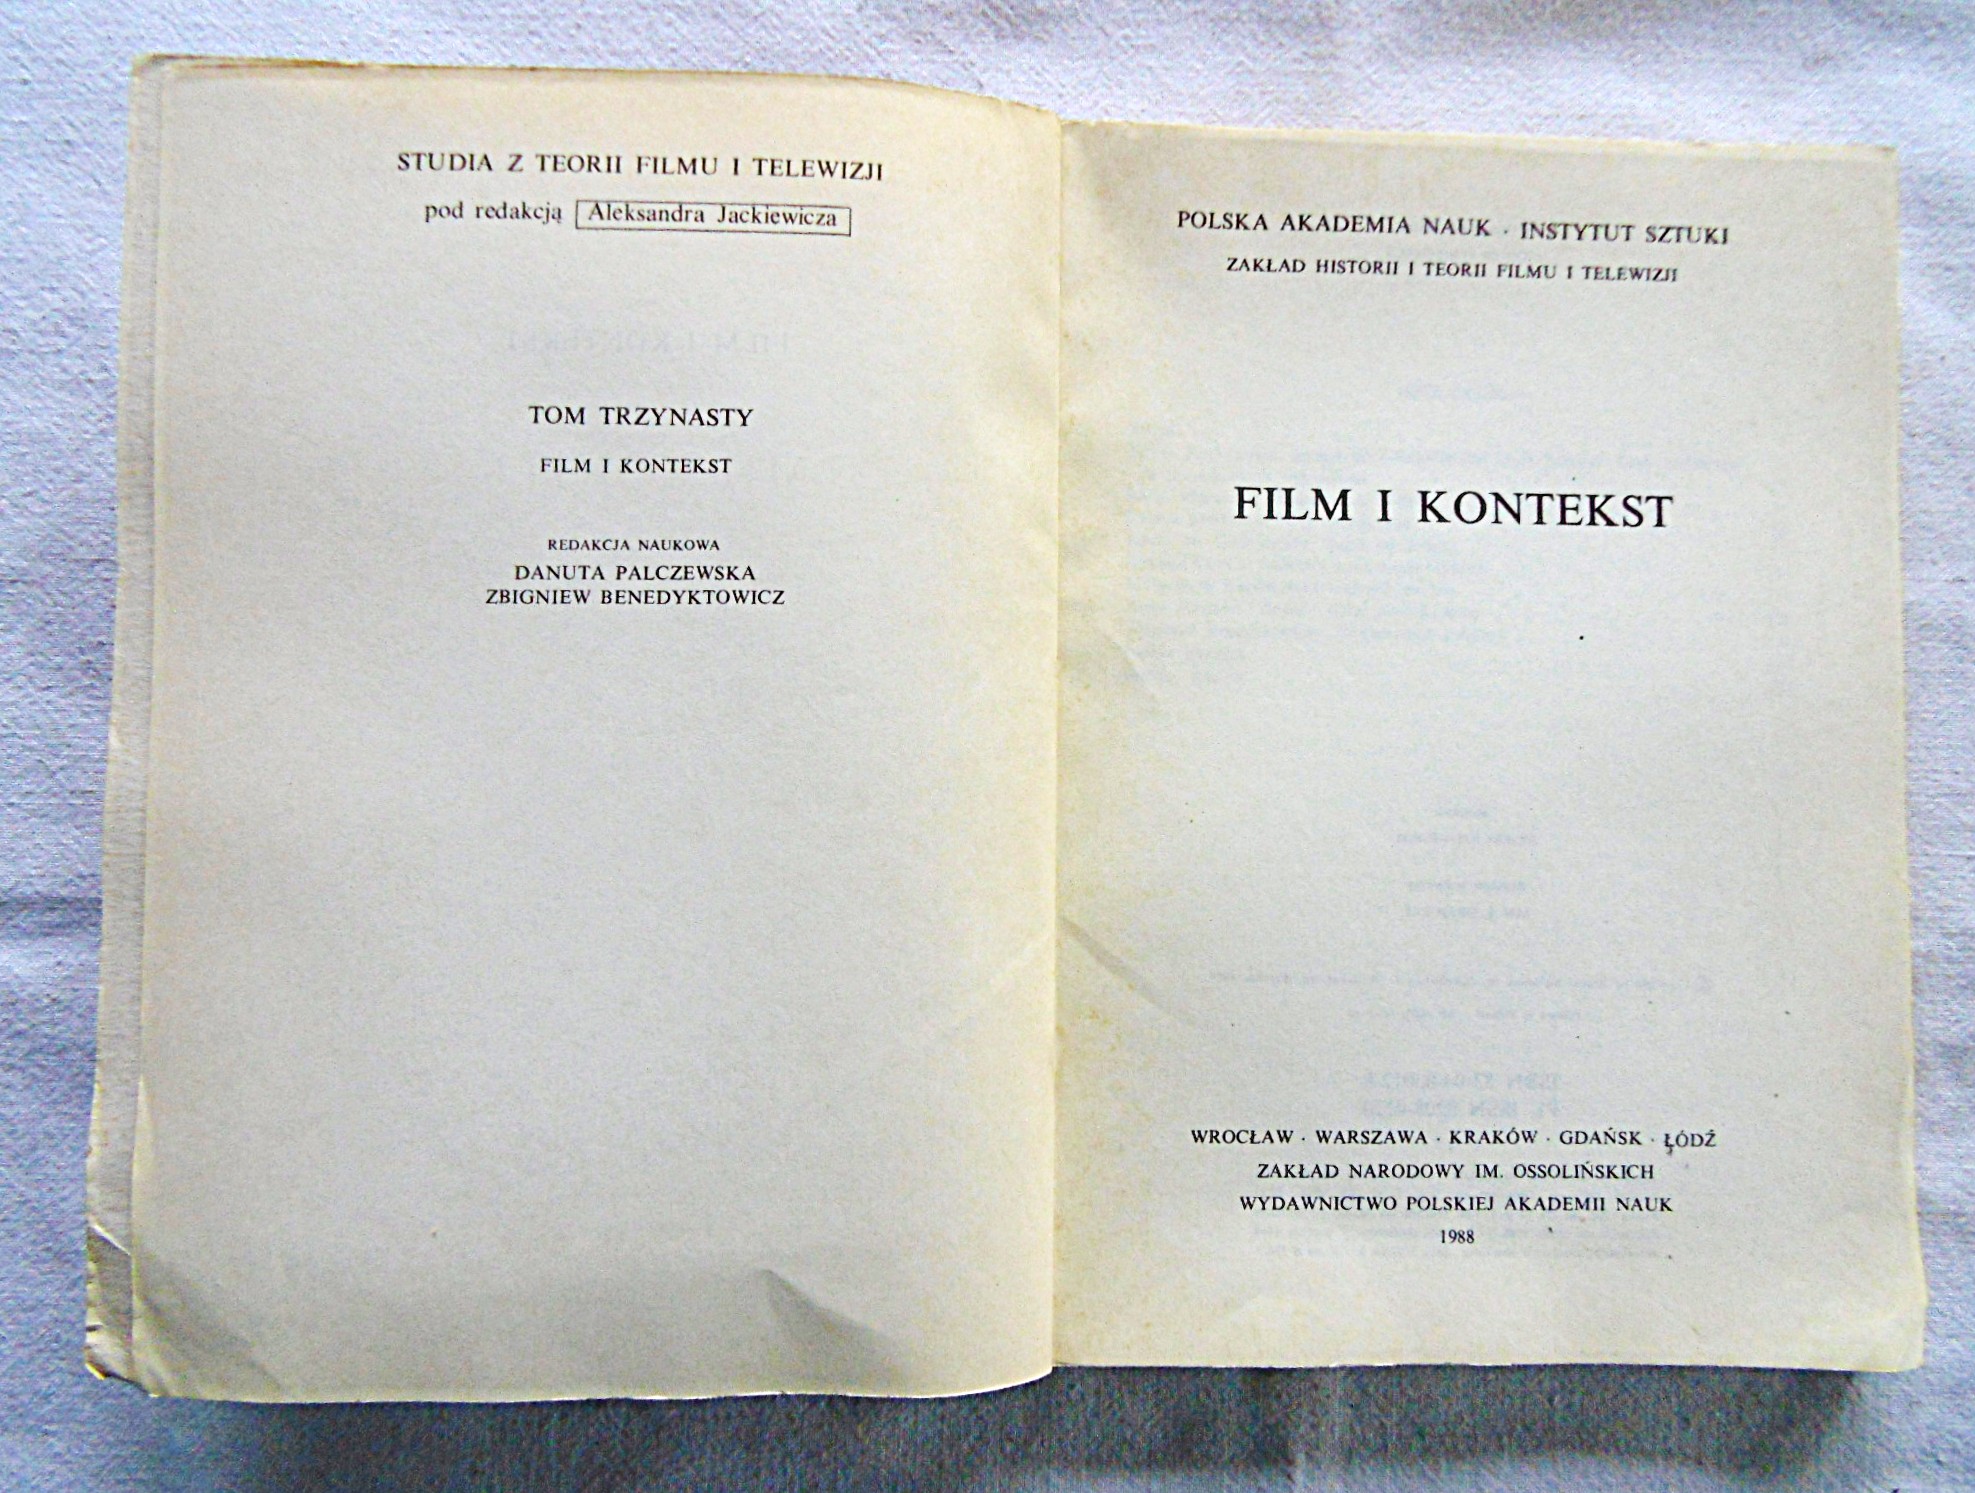 STUDIA Z TEORII FILMU I TELEWIZJI
pod redakcją Aleksandra Jackiewicza
TOM TRZYNASTY
FILM I KONTEKST
REDAKCJA NAUKOWA
DANUTA PALCZEWSKA
ZBIGNIEW BENEDYKTOWICZ
POLSKA AKADEMIA NAUK · INSTYTUT SZTUKI
ZAKŁAD HISTORII I TEORII FILMU I TELEWIZJI
FILM I KONTEKST
WROCŁAW · WARSZAWA · KRAKÓW · GDAŃSK · ŁÓDŹ
ZAKŁAD NARODOWY IM. OSSOLIŃSKICH
WYDAWNICTWO POLSKIEJ AKADEMII NAUK
1988